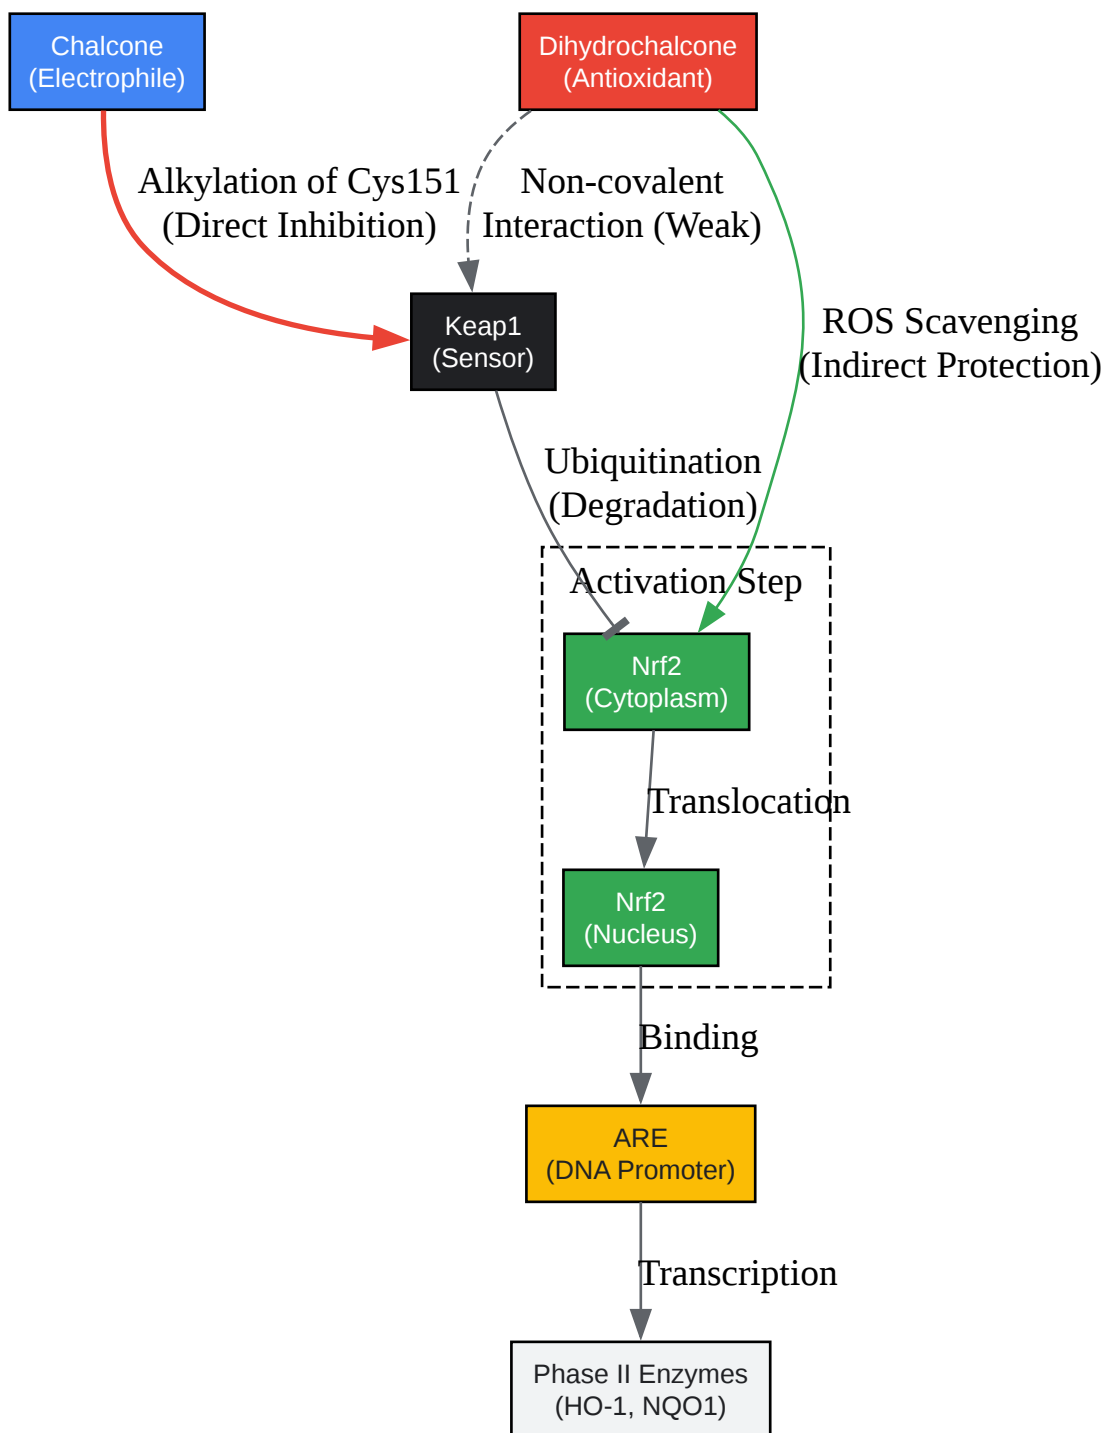 Chalcone
(Electrophile)
Dihydrochalcone
(Antioxidant)
Alkylation of Cys151
(Direct Inhibition)
Non-covalent
Interaction (Weak)
Keap1
(Sensor)
ROS Scavenging
(Indirect Protection)
Ubiquitination
(Degradation)
Activation Step
Nrf2
(Cytoplasm)
Translocation
Nrf2
(Nucleus)
Binding
ARE
(DNA Promoter)
Transcription
Phase II Enzymes
(HO-1, NQO1)